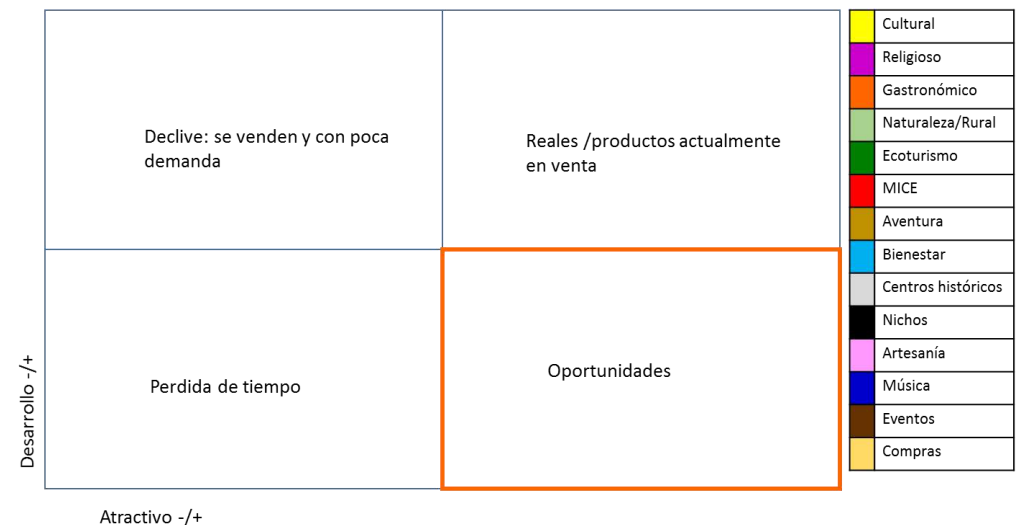 Declive: se venden y con poca
demanda
Reales /productos actualmente
en venta
Perdida de tiempo
Oportunidades
Desarrollo -/+
Atractivo -/+
Cultural
Religioso
Gastronómico
Naturaleza/Rural
Ecoturismo
MICE
Aventura
Bienestar
Centros históricos
Nichos
Artesanía
Música
Eventos
Compras